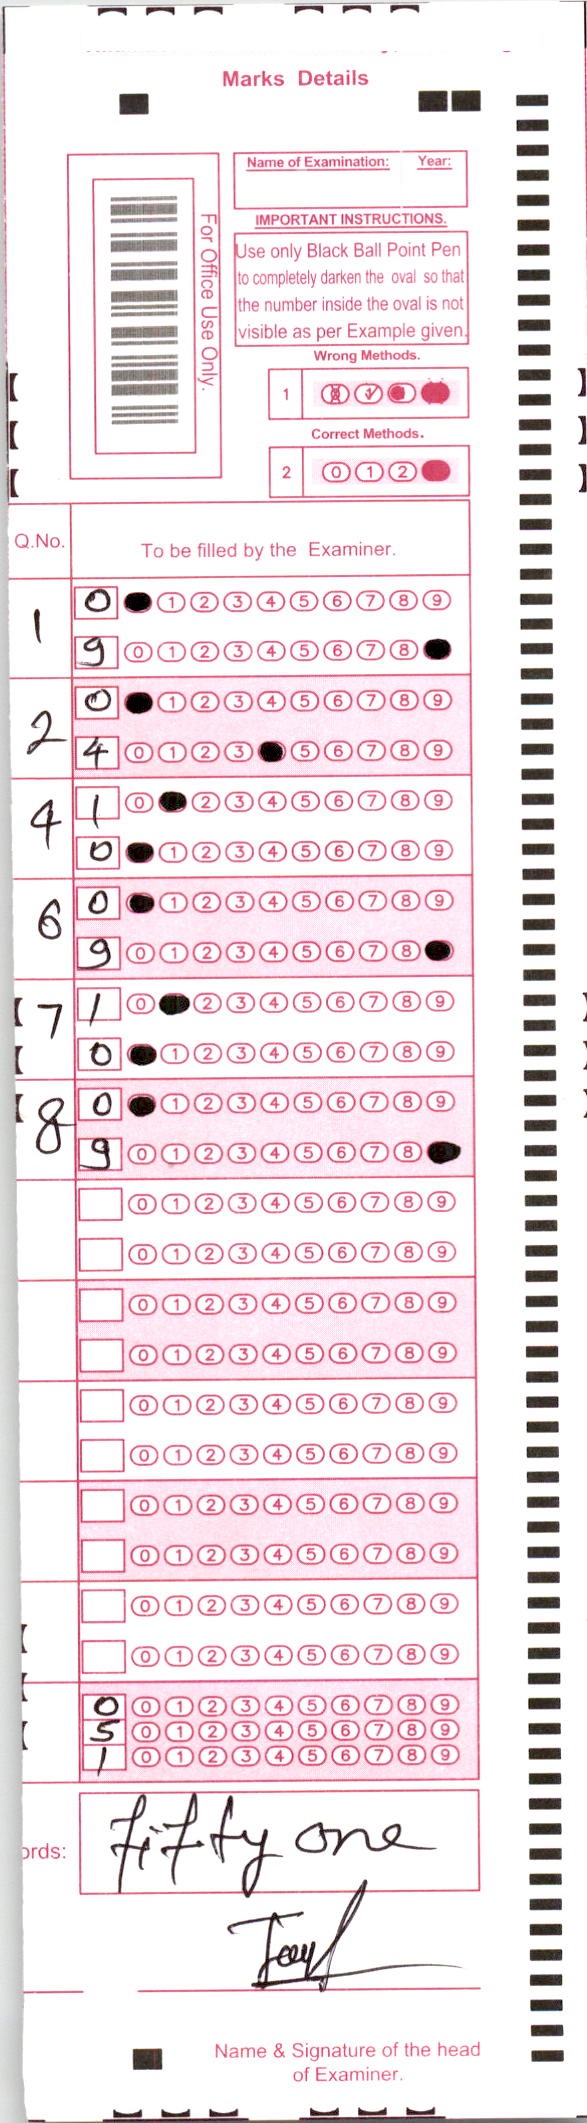 Marks Details
Name of Examination: Year:
IMPORTANT INSTRUCTIONS.
Use only Black Ball Point Pen
to completely darken the oval so that
the number inside the oval is not
visible as per Example given.
For Office Use Only.
Wrong Methods.
1
Correct Methods.
2 0 1 2
Q.No. To be filled by the Examiner.
1 0 1 2 3 4 5 6 7 8 9
9 0 1 2 3 4 5 6 7 8
2 0 1 2 3 4 5 6 7 8 9
4 0 1 2 3 5 6 7 8 9
4 1 0 2 3 4 5 6 7 8 9
0 1 2 3 4 5 6 7 8 9
6 0 1 2 3 4 5 6 7 8 9
9 0 1 2 3 4 5 6 7 8
7 1 0 2 3 4 5 6 7 8 9
0 1 2 3 4 5 6 7 8 9
8 0 1 2 3 4 5 6 7 8 9
9 0 1 2 3 4 5 6 7 8
0 1 2 3 4 5 6 7 8 9
0 1 2 3 4 5 6 7 8 9
0 1 2 3 4 5 6 7 8 9
0 1 2 3 4 5 6 7 8 9
0 1 2 3 4 5 6 7 8 9
0 1 2 3 4 5 6 7 8 9
0 1 2 3 4 5 6 7 8 9
0 1 2 3 4 5 6 7 8 9
0 1 2 3 4 5 6 7 8 9
0 1 2 3 4 5 6 7 8 9
0 0 1 2 3 4 5 6 7 8 9
5 0 1 2 3 4 5 6 7 8 9
1 0 1 2 3 4 5 6 7 8 9
ords: fifty one
Name & Signature of the head
of Examiner.